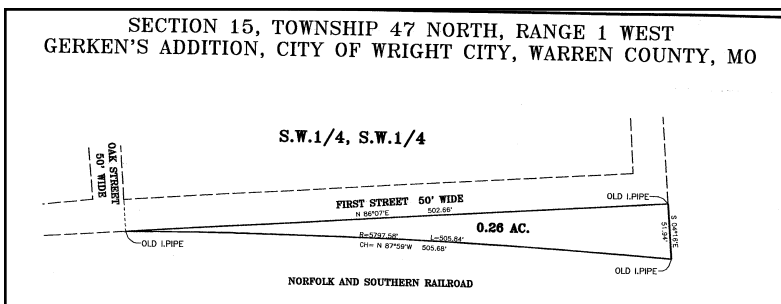 SECTION 15, TOWNSHIP 47 NORTH, RANGE 1 WEST
GERKEN'S ADDITION, CITY OF WRIGHT CITY, WARREN COUNTY, MO
S.W.1/4, S.W.1/4
OAK STREET
50' WIDE
FIRST STREET 50' WIDE
N 86°07'E 502.66'
OLD I.PIPE
S 04°16'E
51.94'
0.26 AC.
R=5797.58' L=505.84'
CH= N 87°59'W 505.68'
OLD I.PIPE
OLD I.PIPE
NORFOLK AND SOUTHERN RAILROAD